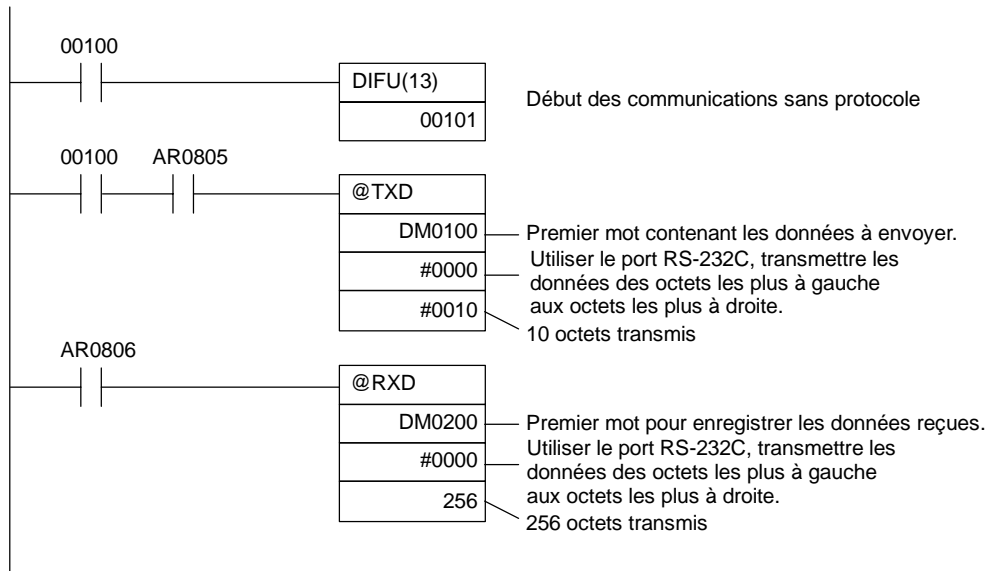 00100
DIFU(13)
00101
Début des communications sans protocole
00100 AR0805
@TXD
DM0100
Premier mot contenant les données à envoyer.
#0000
Utiliser le port RS-232C, transmettre les
données des octets les plus à gauche
aux octets les plus à droite.
#0010
10 octets transmis
AR0806
@RXD
DM0200
Premier mot pour enregistrer les données reçues.
#0000
Utiliser le port RS-232C, transmettre les
données des octets les plus à gauche
aux octets les plus à droite.
256
256 octets transmis